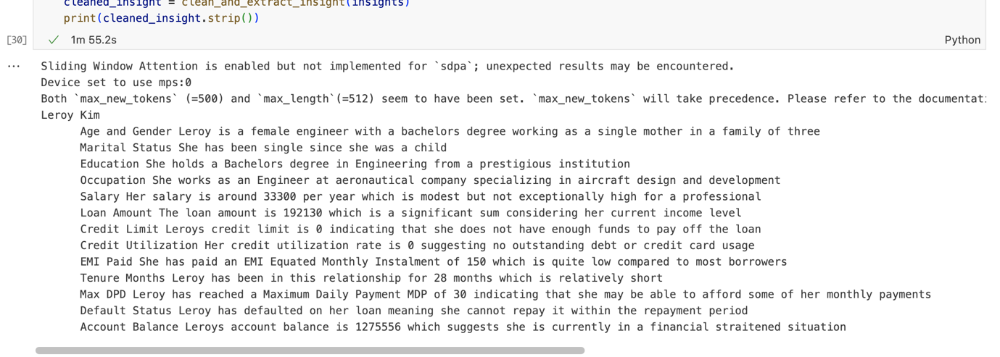 cleaned_insight = clean_and_extract_insight(insights)
print(cleaned_insight.strip())
[30] ✓ 1m 55.2s Python
... Sliding Window Attention is enabled but not implemented for `sdpa`; unexpected results may be encountered.
Device set to use mps:0
Both `max_new_tokens` (=500) and `max_length`(=512) seem to have been set. `max_new_tokens` will take precedence. Please refer to the documentati
Leroy Kim
Age and Gender Leroy is a female engineer with a bachelors degree working as a single mother in a family of three
Marital Status She has been single since she was a child
Education She holds a Bachelors degree in Engineering from a prestigious institution
Occupation She works as an Engineer at aeronautical company specializing in aircraft design and development
Salary Her salary is around 33300 per year which is modest but not exceptionally high for a professional
Loan Amount The loan amount is 192130 which is a significant sum considering her current income level
Credit Limit Leroys credit limit is 0 indicating that she does not have enough funds to pay off the loan
Credit Utilization Her credit utilization rate is 0 suggesting no outstanding debt or credit card usage
EMI Paid She has paid an EMI Equated Monthly Instalment of 150 which is quite low compared to most borrowers
Tenure Months Leroy has been in this relationship for 28 months which is relatively short
Max DPD Leroy has reached a Maximum Daily Payment MDP of 30 indicating that she may be able to afford some of her monthly payments
Default Status Leroy has defaulted on her loan meaning she cannot repay it within the repayment period
Account Balance Leroys account balance is 1275556 which suggests she is currently in a financial straitened situation